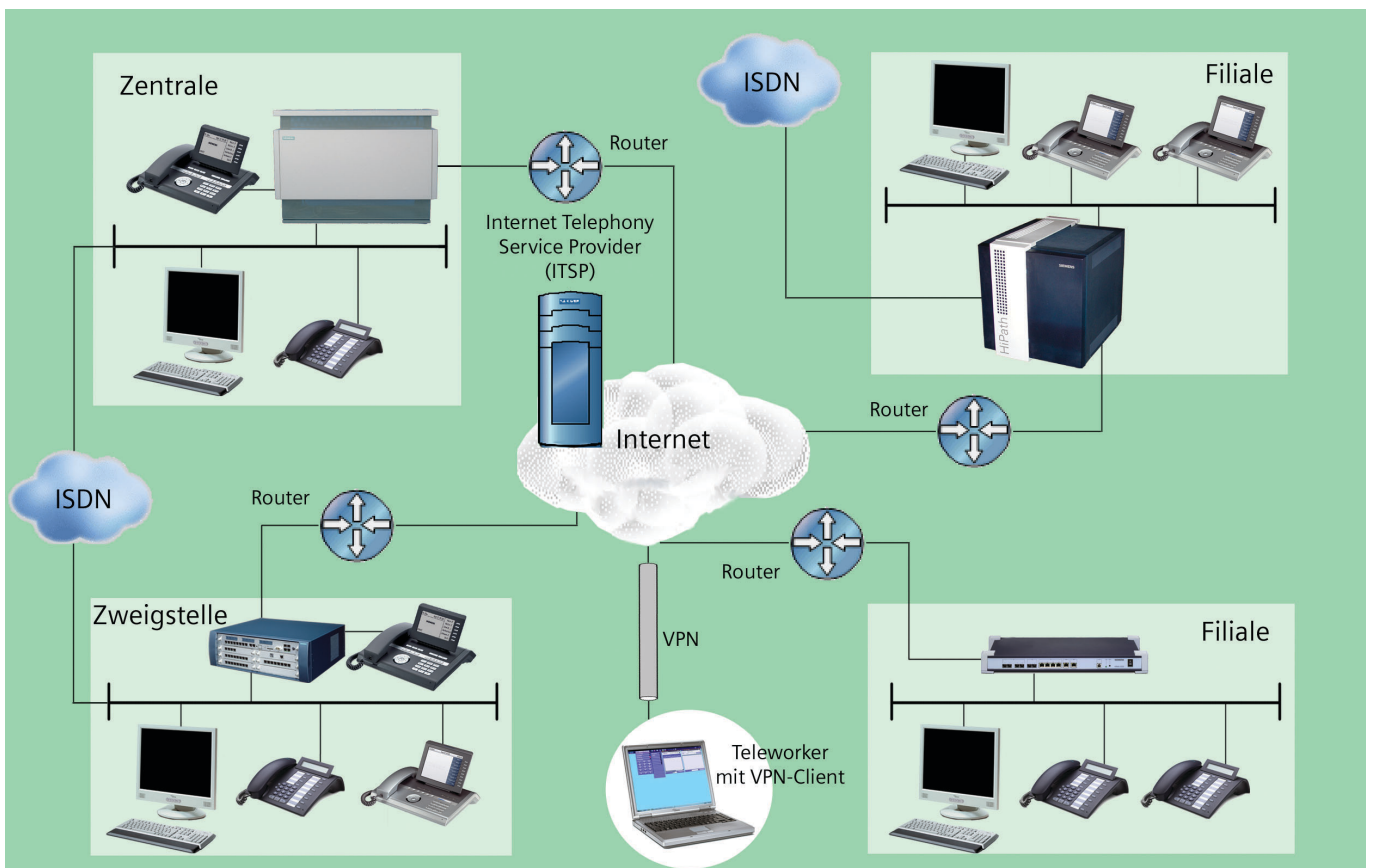 Zentrale
ISDN
Filiale
Router
Internet Telephony
Service Provider
(ITSP)
SIEMENS
HiPath
Router
Internet
ISDN
Router
Router
Zweigstelle
VPN
Filiale
Teleworker
mit VPN-Client